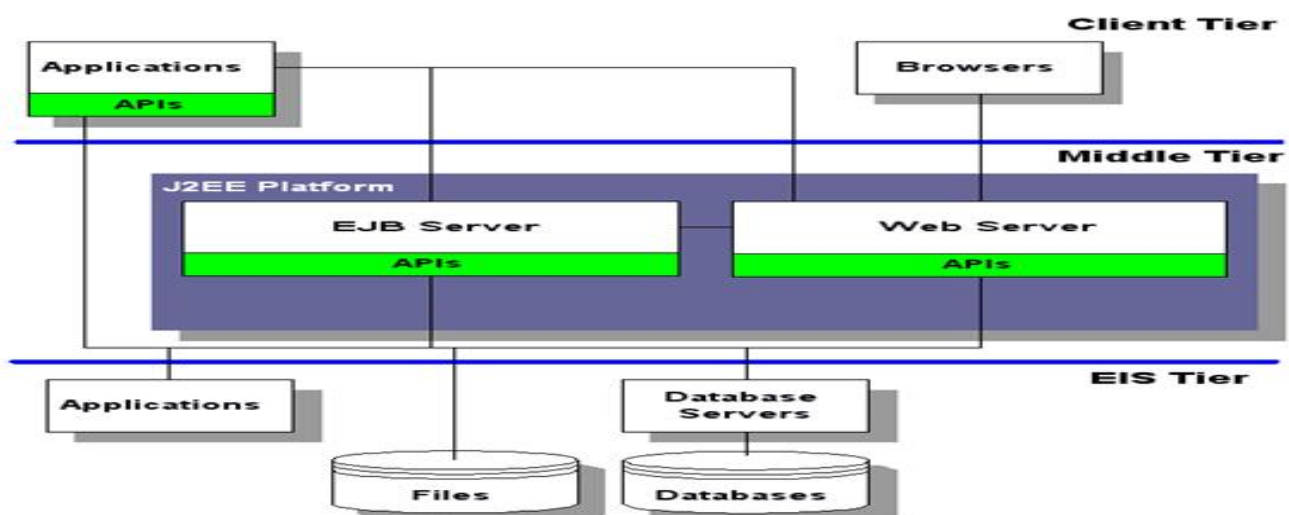 Client Tier
Applications
APIs
Browsers
Middle Tier
J2EE Platform
EJB Server
APIs
Web Server
APIs
EIS Tier
Applications
Database
Servers
Files
Databases